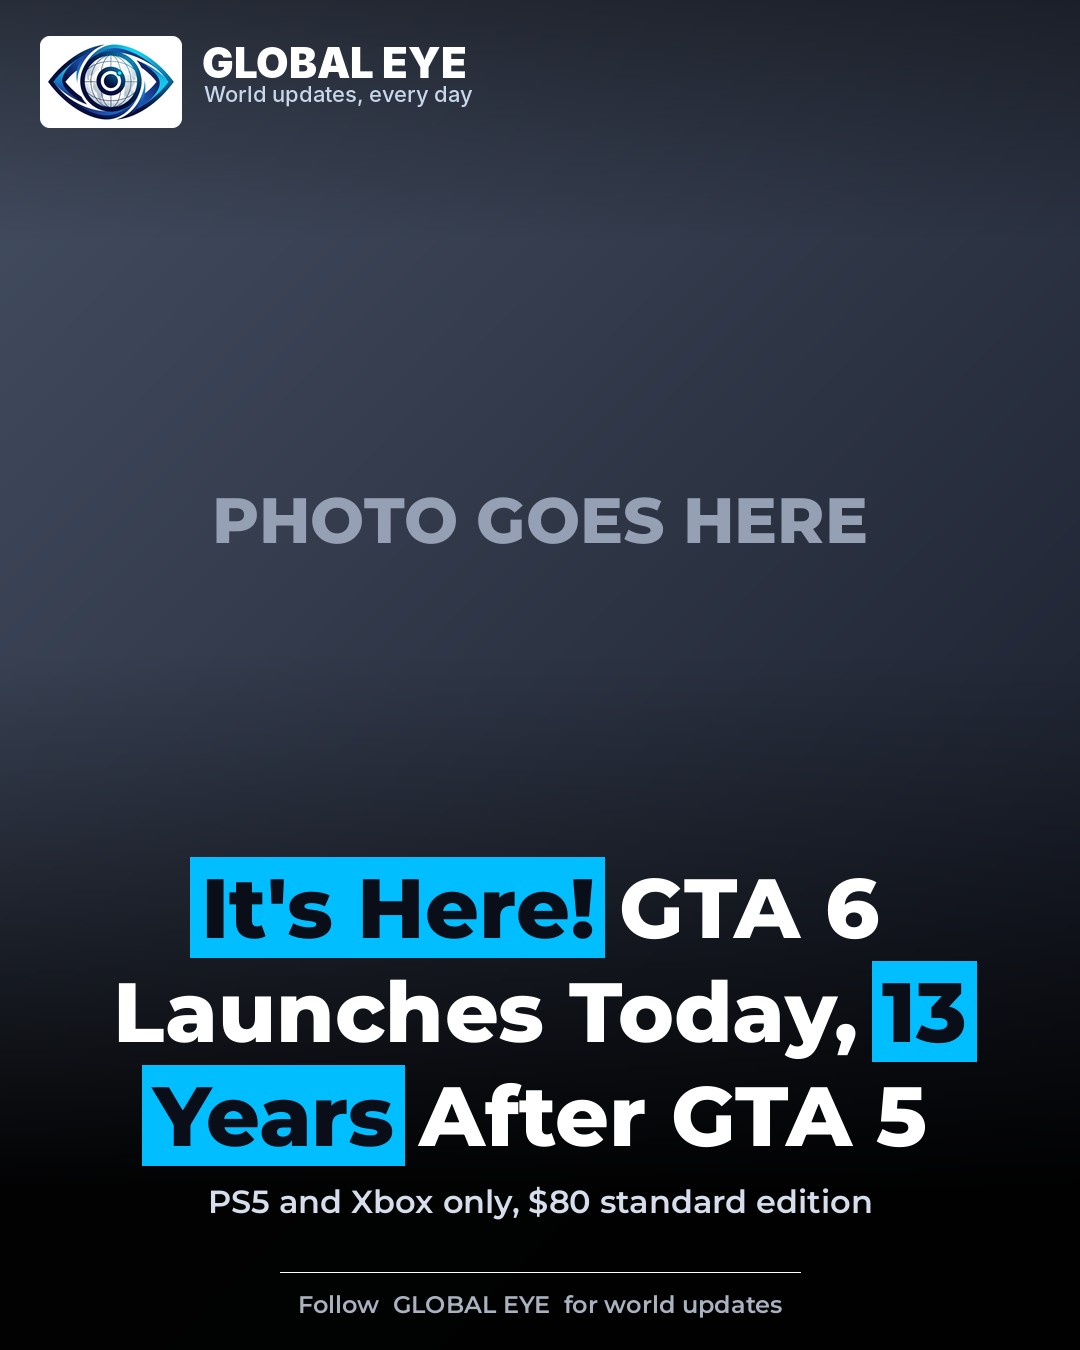 GLOBAL EYE
World updates, every day
PHOTO GOES HERE
It's Here! GTA 6
Launches Today, 13
Years After GTA 5
PS5 and Xbox only, $80 standard edition
Follow GLOBAL EYE for world updates